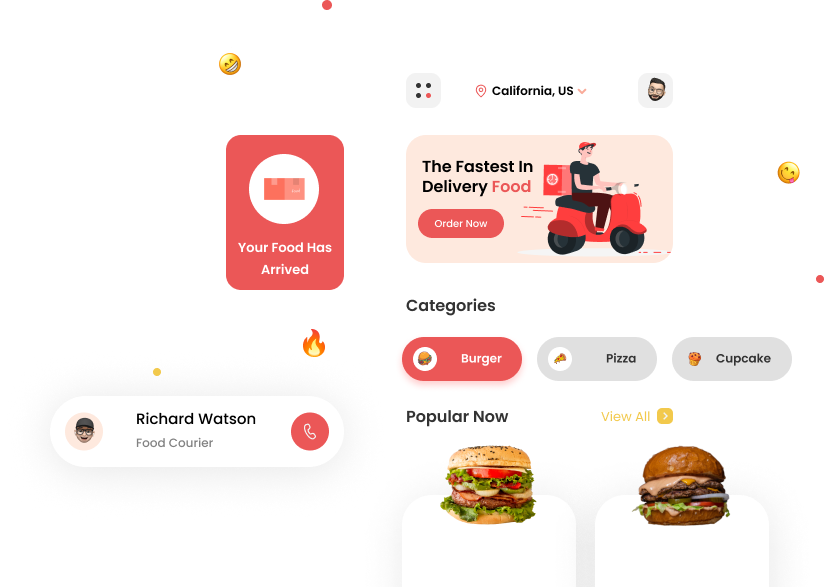 California, US
The Fastest In
Delivery Food
Order Now
Your Food Has
Arrived
Categories
Burger
Pizza
Cupcake
Popular Now
View All
Richard Watson
Food Courier